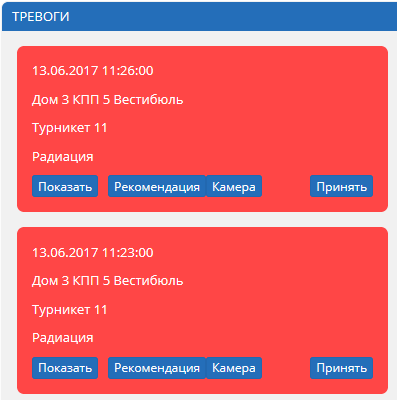 ТРЕВОГИ
13.06.2017 11:26:00
Дом 3 КПП 5 Вестибюль
Турникет 11
Радиация
Показать Рекомендация Камера Принять
13.06.2017 11:23:00
Дом 3 КПП 5 Вестибюль
Турникет 11
Радиация
Показать Рекомендация Камера Принять